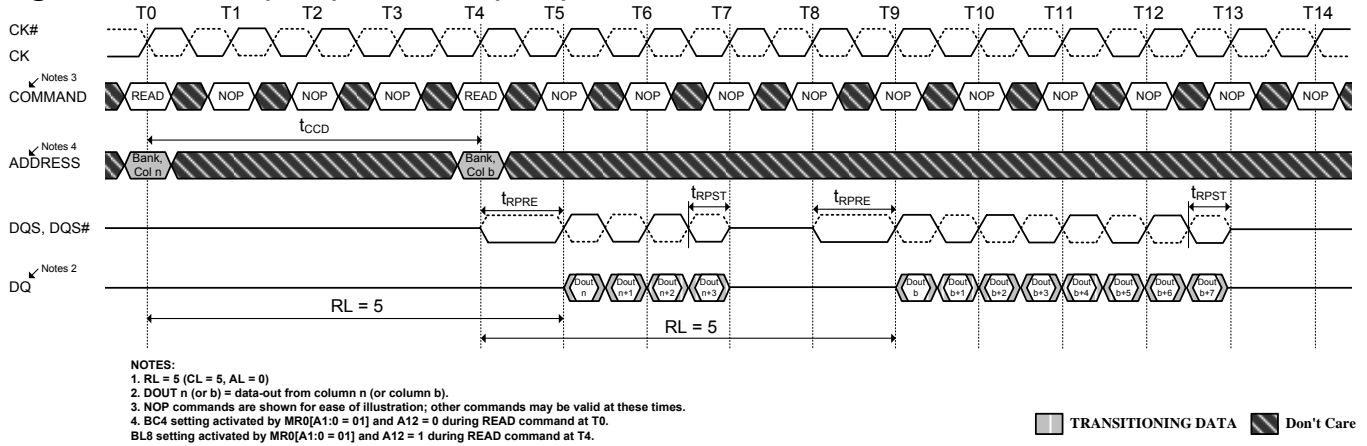 T0 T1 T2 T3 T4 T5 T6 T7 T8 T9 T10 T11 T12 T13 T14
CK#
CK
Notes 3
COMMAND READ NOP NOP NOP READ NOP NOP NOP NOP NOP NOP NOP NOP NOP NOP
tCCD
Notes 4
ADDRESS
Bank, Col n
Bank, Col b
tRPRE tRPST tRPRE tRPST
DQS, DQS#
Notes 2
DQ
Dout n
Dout n+1
Dout n+2
Dout n+3
Dout b
Dout b+1
Dout b+2
Dout b+3
Dout b+4
Dout b+5
Dout b+6
Dout b+7
RL = 5
RL = 5
NOTES:
1. RL = 5 (CL = 5, AL = 0)
2. DOUT n (or b) = data-out from column n (or column b).
3. NOP commands are shown for ease of illustration; other commands may be valid at these times.
4. BC4 setting activated by MR0[A1:0 = 01] and A12 = 0 during READ command at T0.
BL8 setting activated by MR0[A1:0 = 01] and A12 = 1 during READ command at T4.
TRANSITIONING DATA Don't Care